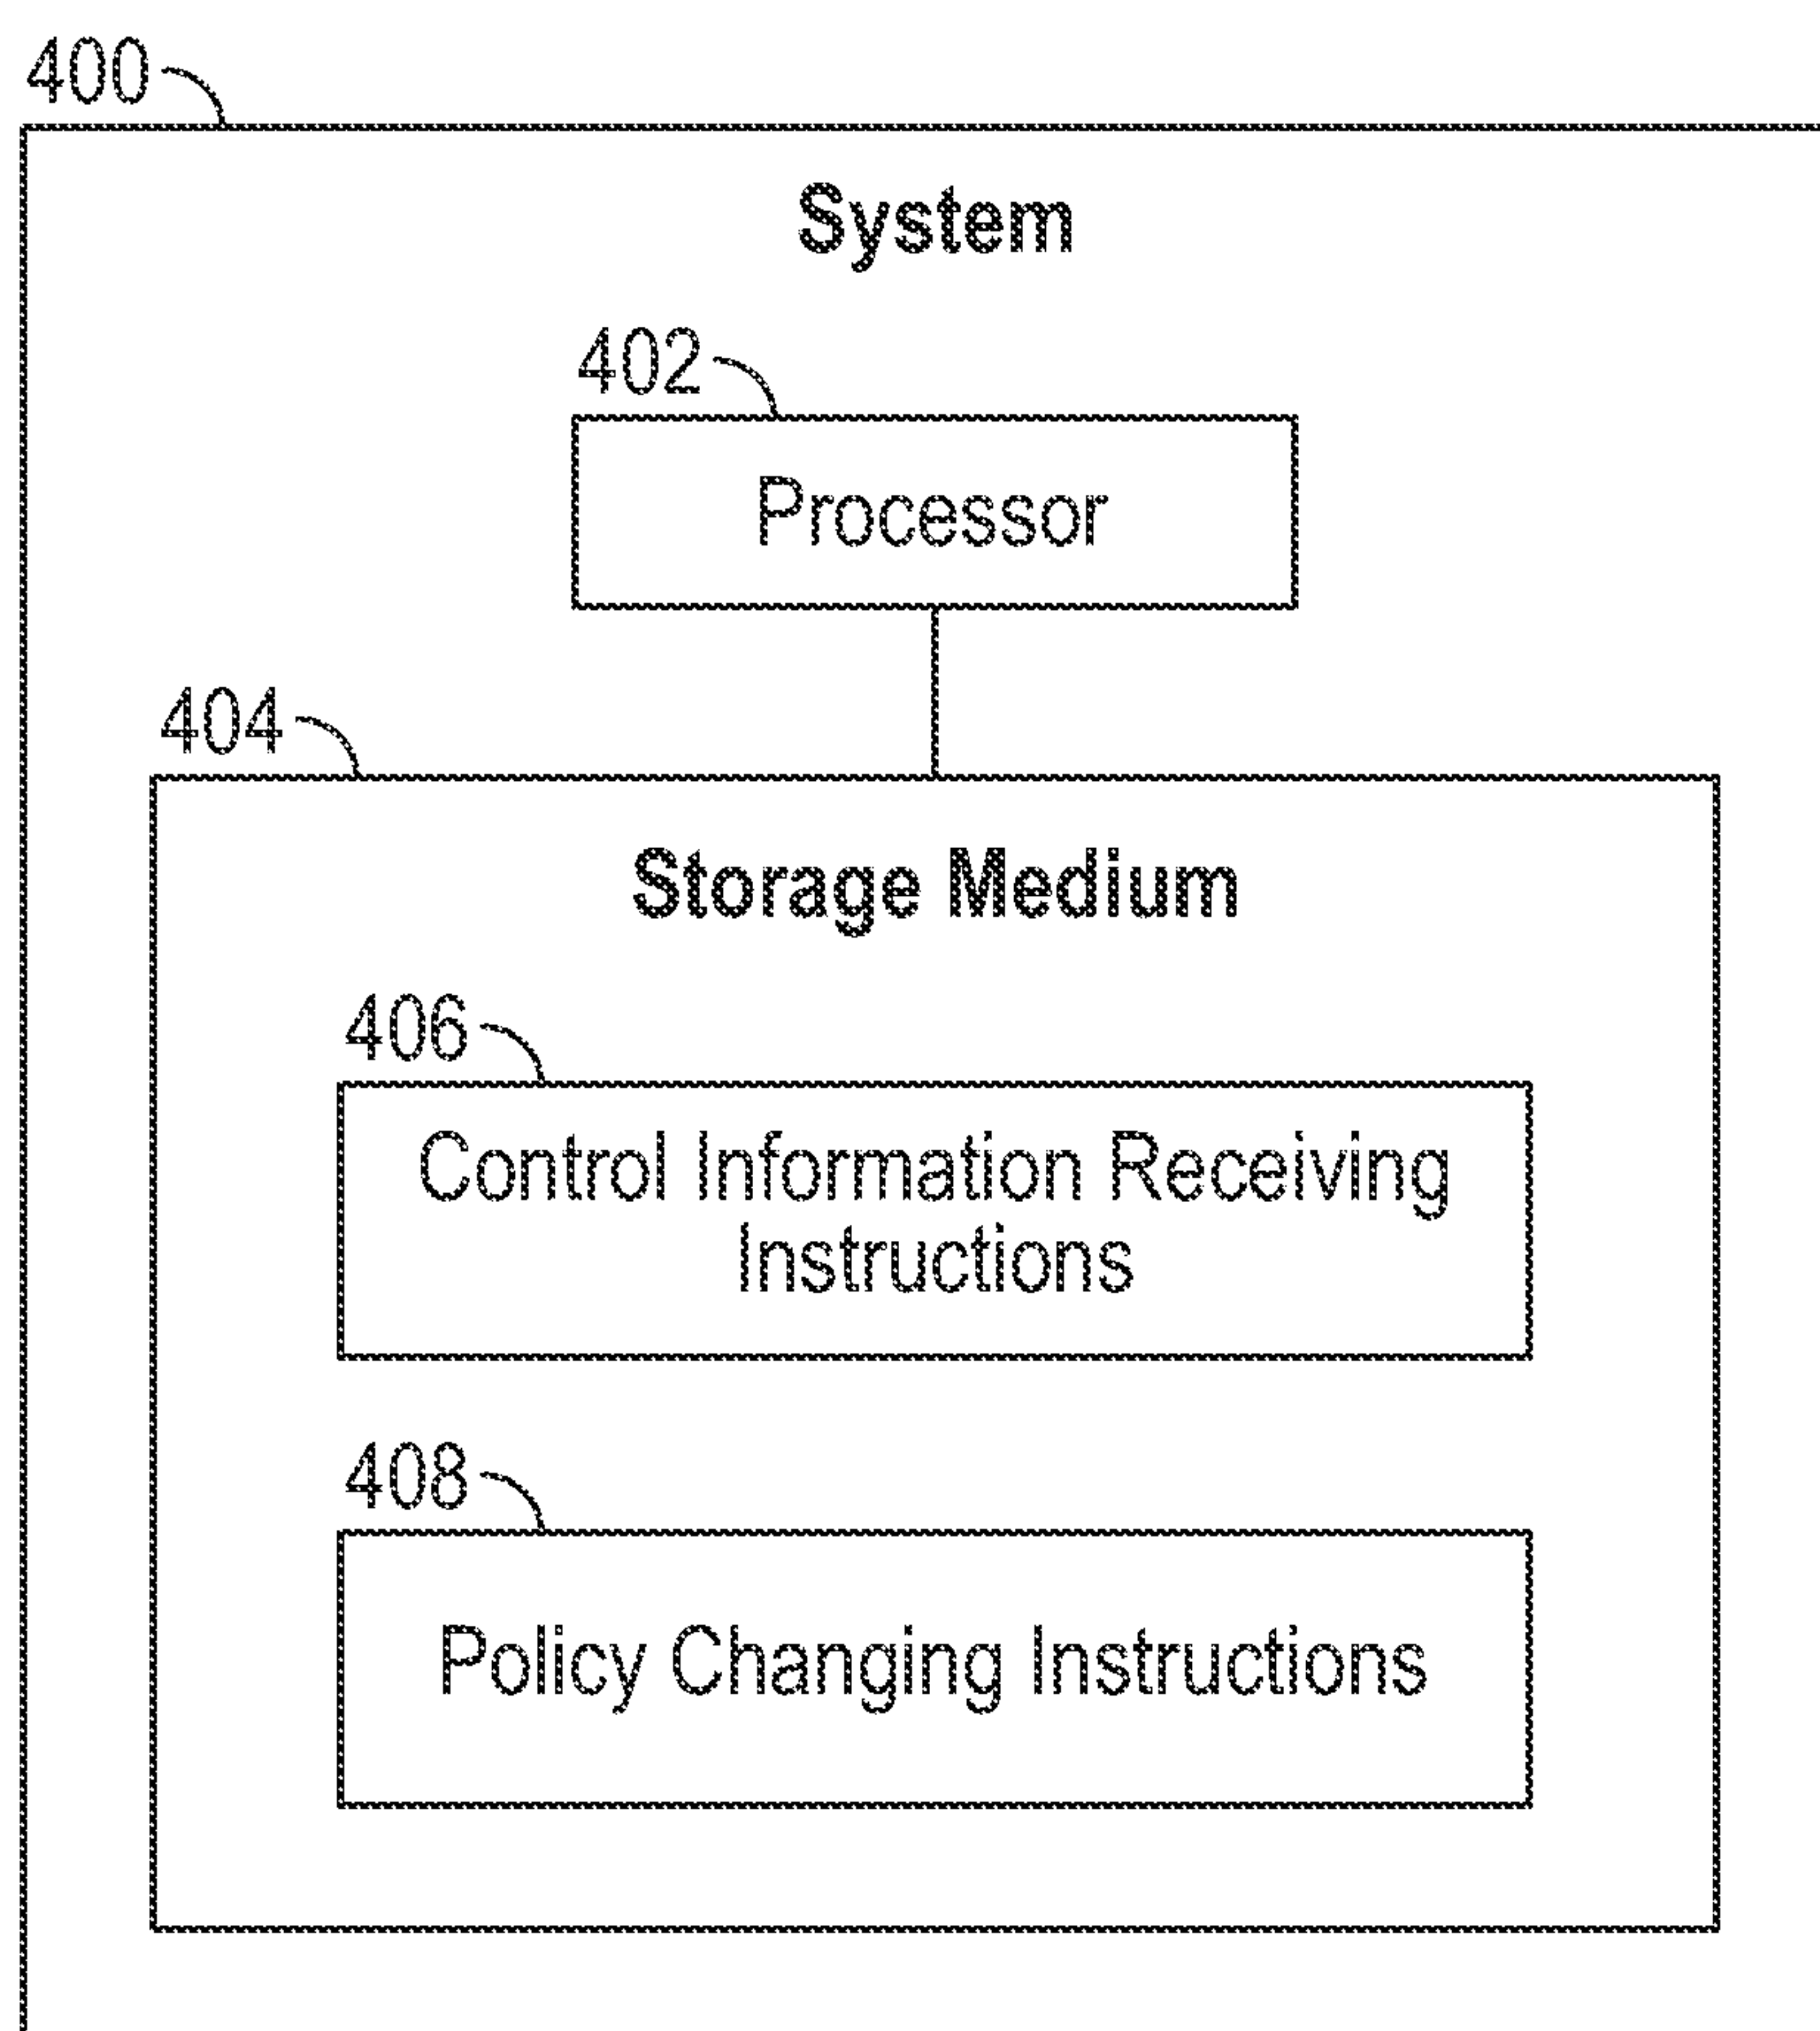 400
System
402
Processor
404
Storage Medium
406
Control Information Receiving
Instructions
408
Policy Changing Instructions